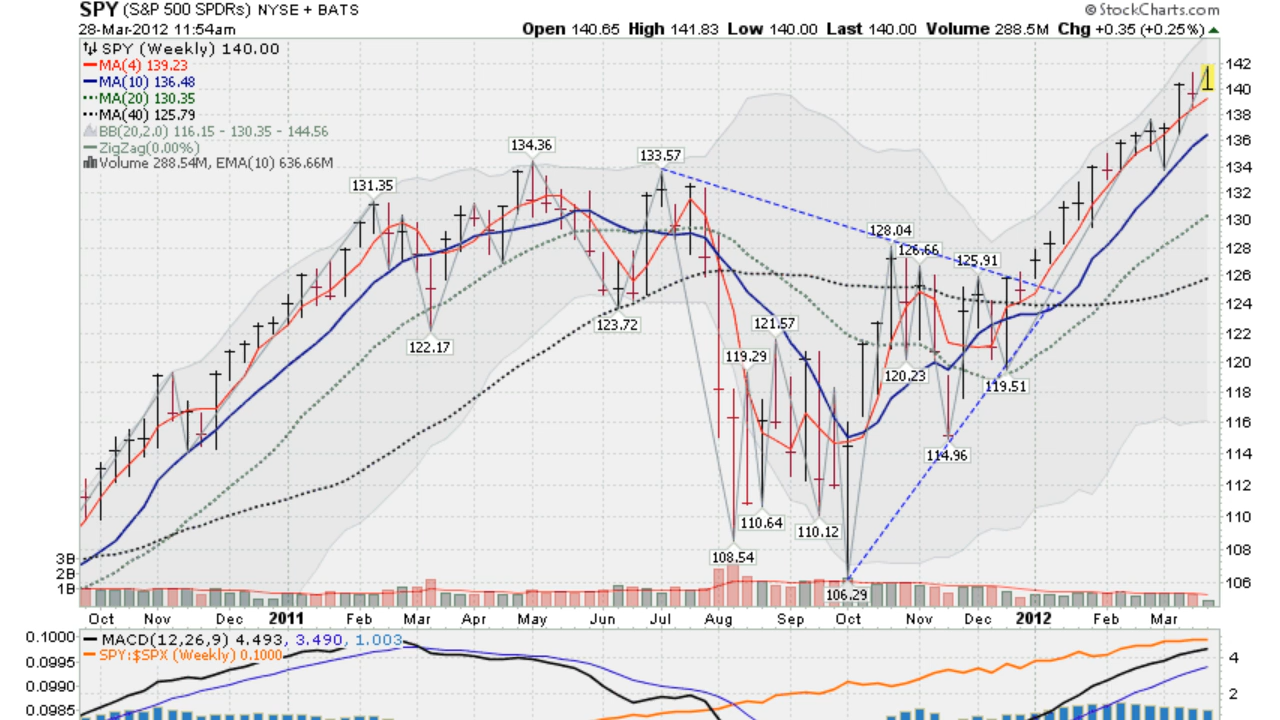 SPY (S&P 500 SPDRs) NYSE + BATS
© StockCharts.com
28-Mar-2012 11:54am
Open 140.65 High 141.83 Low 140.00 Last 140.00 Volume 288.5M Chg +0.35 (+0.25%)
SPY (Weekly) 140.00
MA(4) 139.23
MA(10) 136.48
MA(20) 130.35
MA(40) 125.79
BB(20,2.0) 116.15 - 130.35 - 144.56
ZigZag(0.00%)
Volume 288.54M, EMA(10) 636.66M
142
140
138
136
134
132
130
128
126
124
122
120
118
116
114
112
110
108
106
134.36
133.57
131.35
128.04
126.66
125.91
123.72
121.57
122.17
119.29
120.23
119.51
114.96
110.64
110.12
108.54
106.29
3B
2B
1B
Oct Nov Dec 2011 Feb Mar Apr May Jun Jul Aug Sep Oct Nov Dec 2012 Feb Mar
MACD(12,26,9) 4.493, 3.490, 1.003
SPY:$SPX (Weekly) 0.1000
0.1000
0.0995
0.0990
0.0985
4
2